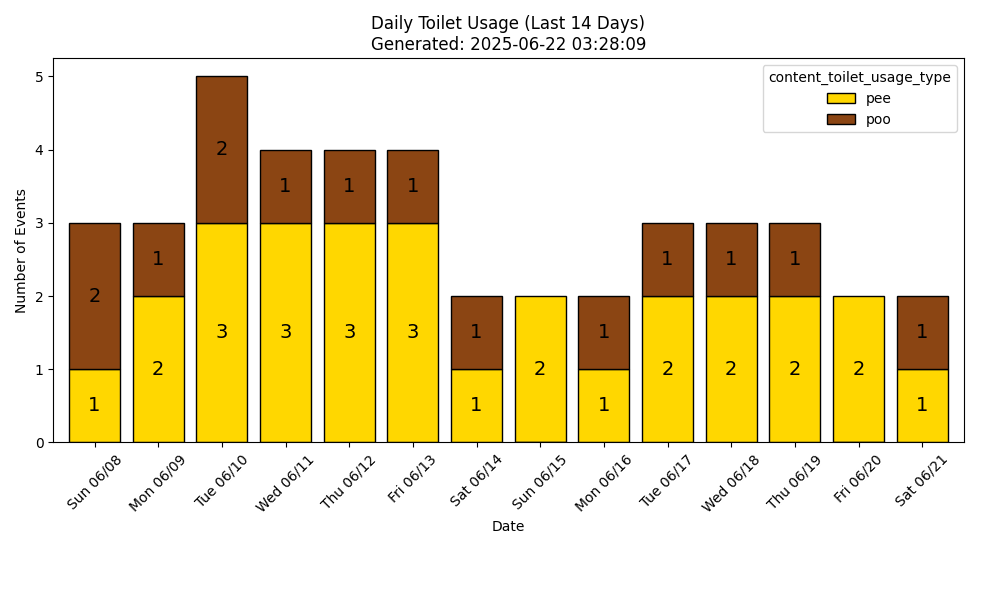 Daily Toilet Usage (Last 14 Days)
Generated: 2025-06-22 03:28:09
content_toilet_usage_type
pee
poo
Number of Events
5
4
3
2
1
0
2 1
1 2
2 3
1 3
1 3
1 3
1 1
2
1 1
1 2
1 2
1 2
2
1 1
Sun 06/08
Mon 06/09
Tue 06/10
Wed 06/11
Thu 06/12
Fri 06/13
Sat 06/14
Sun 06/15
Mon 06/16
Tue 06/17
Wed 06/18
Thu 06/19
Fri 06/20
Sat 06/21
Date